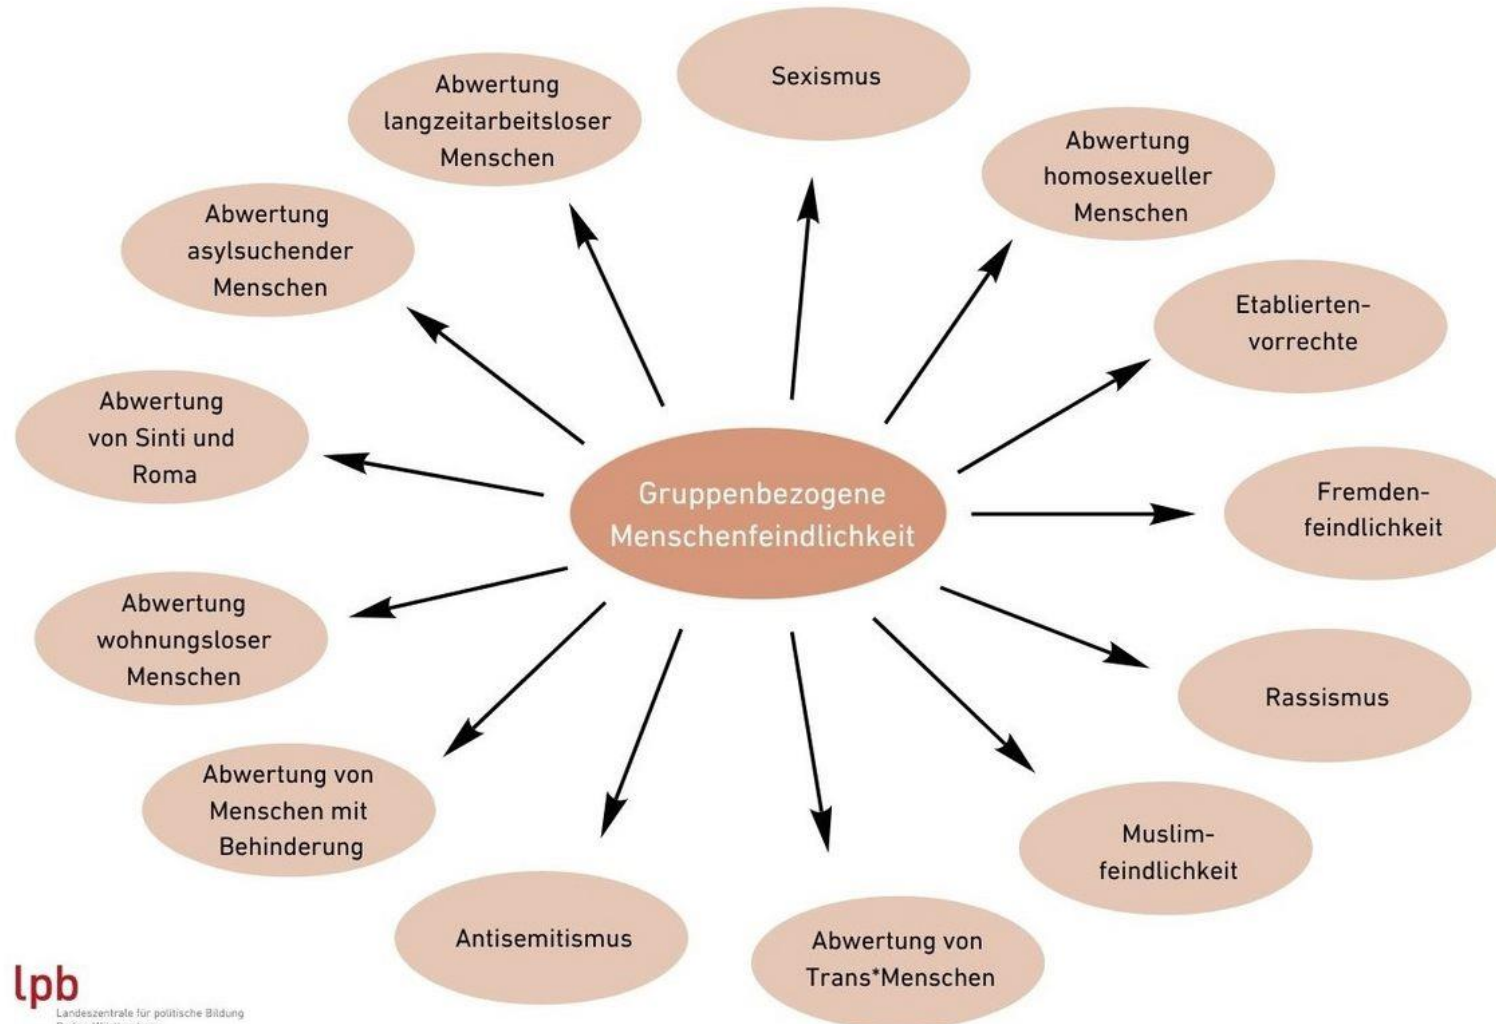 Sexismus
Abwertung
homosexueller
Menschen
Etablierten-
vorrechte
Fremden-
feindlichkeit
Rassismus
Muslim-
feindlichkeit
Abwertung von
Trans*Menschen
Antisemitismus
Abwertung von
Menschen mit
Behinderung
Abwertung
wohnungsloser
Menschen
Abwertung
von Sinti und
Roma
Abwertung
asylsuchender
Menschen
Abwertung
langzeitarbeitsloser
Menschen
Gruppenbezogene
Menschenfeindlichkeit
lpb
Landeszentrale für politische Bildung